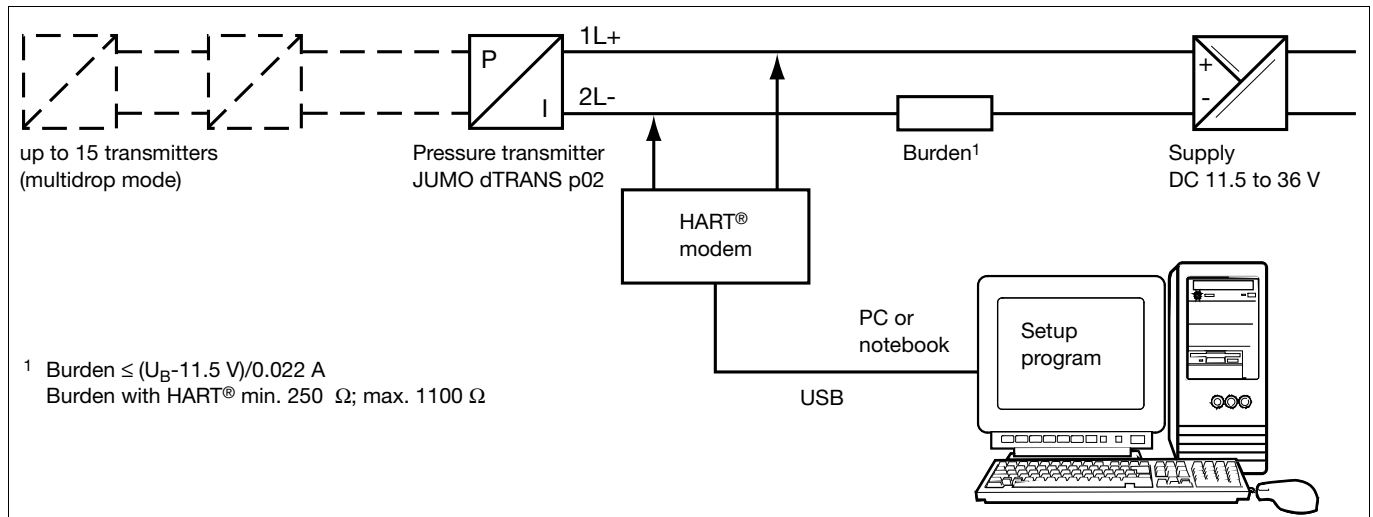 1L+
P
I
2L-
+
-
up to 15 transmitters
(multidrop mode)
Pressure transmitter
JUMO dTRANS p02
Burden¹
Supply
DC 11.5 to 36 V
HART®
modem
PC or
notebook
Setup
program
USB
¹ Burden ≤ (U_B-11.5 V)/0.022 A
Burden with HART® min. 250 Ω; max. 1100 Ω